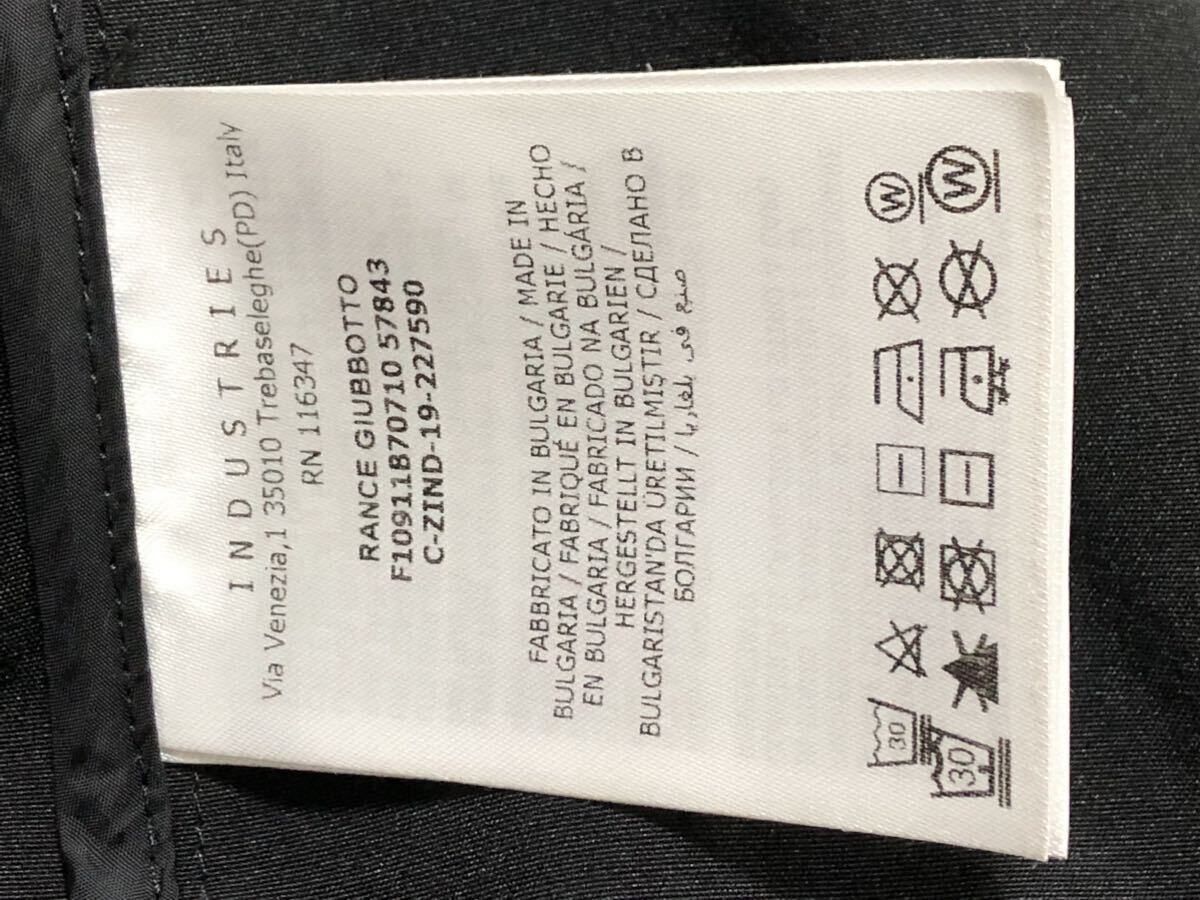 INDUSTRIES
Via Venezia,1 35010 Trebaseleghe(PD) Italy
RN 116347
RANCE GIUBBOTTO
F10911B70710 57843
C-ZIND-19-227590
FABBRICATO IN BULGARIA / MADE IN
BULGARIA / FABRIQUÉ EN BULGARIE / HECHO
EN BULGARIA / FABRICADO NA BULGÁRIA /
HERGESTELLT IN BULGARIEN /
BULGARISTAN'DA ÜRETILMIŞTIR / СДЕЛАНО В
БОЛГАРИИ / صنع في بلغاريا
30 W
30 W